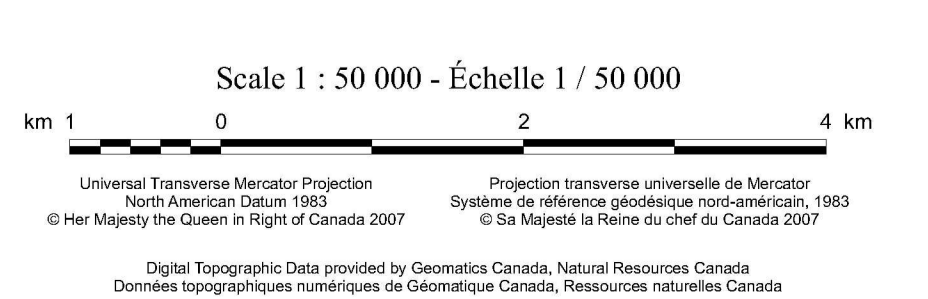 Scale 1 : 50 000 - Échelle 1 / 50 000
km 1 0 2 4 km
Universal Transverse Mercator Projection
North American Datum 1983
© Her Majesty the Queen in Right of Canada 2007
Projection transverse universelle de Mercator
Système de référence géodésique nord-américain, 1983
© Sa Majesté la Reine du chef du Canada 2007
Digital Topographic Data provided by Geomatics Canada, Natural Resources Canada
Données topographiques numériques de Géomatique Canada, Ressources naturelles Canada